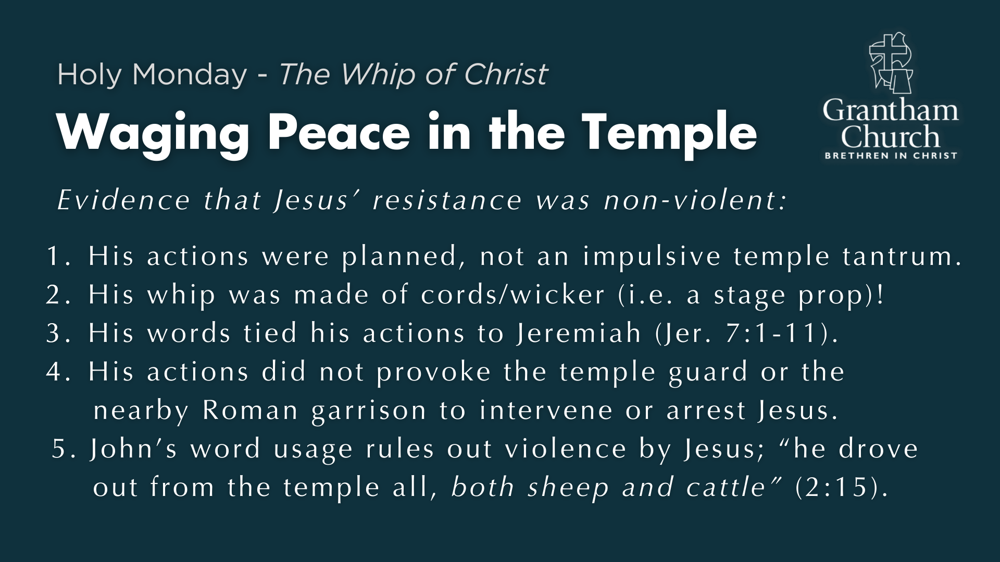 Holy Monday - The Whip of Christ
Waging Peace in the Temple
Grantham
Church
BRETHREN IN CHRIST
Evidence that Jesus’ resistance was non-violent:
1. His actions were planned, not an impulsive temple tantrum.
2. His whip was made of cords/wicker (i.e. a stage prop)!
3. His words tied his actions to Jeremiah (Jer. 7:1-11).
4. His actions did not provoke the temple guard or the
nearby Roman garrison to intervene or arrest Jesus.
5. John’s word usage rules out violence by Jesus; “he drove
out from the temple all, both sheep and cattle” (2:15).